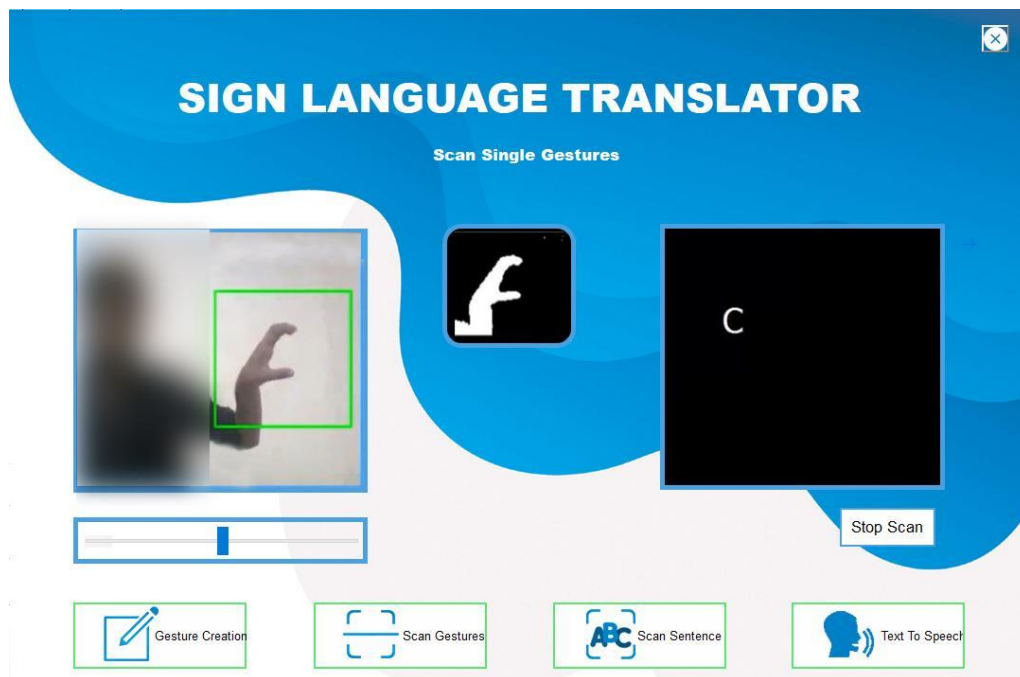 SIGN LANGUAGE TRANSLATOR
Scan Single Gestures
C
Stop Scan
Gesture Creation
Scan Gestures
ABC
Scan Sentence
Text To Speech